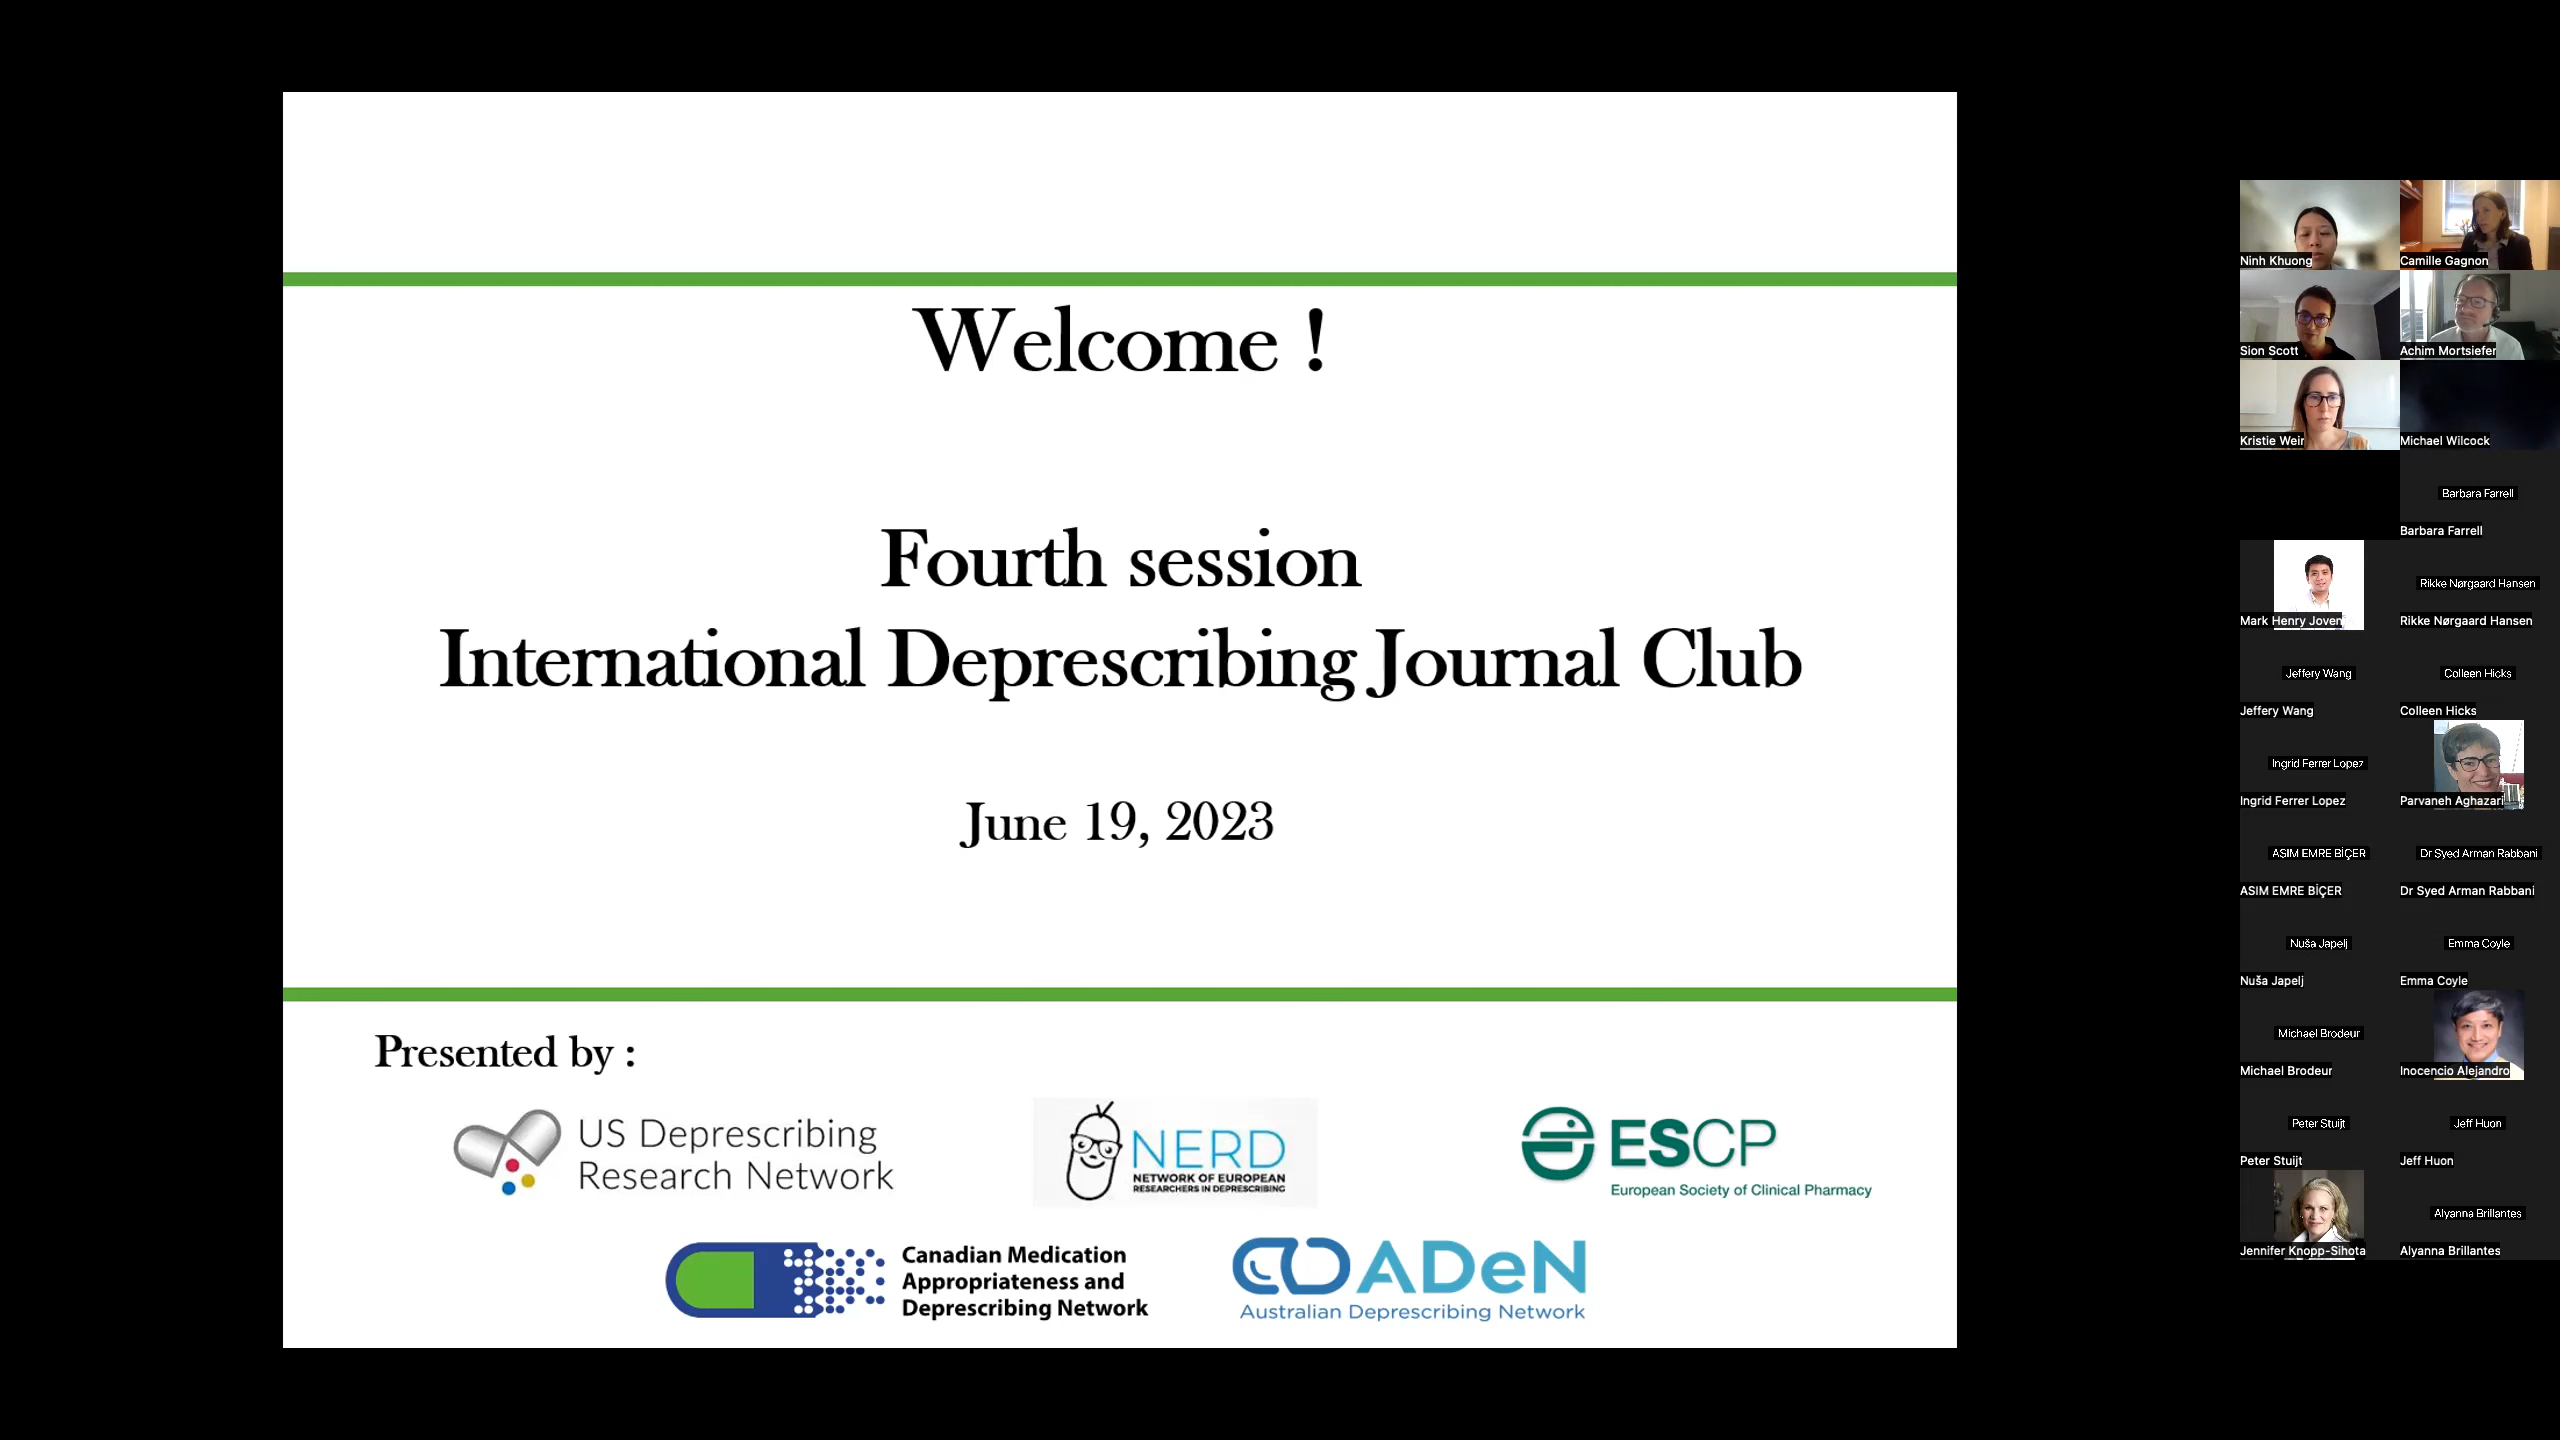 Welcome !
Fourth session
International Deprescribing Journal Club
June 19, 2023
Presented by :
US Deprescribing
Research Network
NERD
NETWORK OF EUROPEAN
RESEARCHERS IN DEPRESCRIBING
ESCP
European Society of Clinical Pharmacy
Canadian Medication
Appropriateness and
Deprescribing Network
ADeN
Australian Deprescribing Network
Ninh Khuong
Camille Gagnon
Sion Scott
Achim Mortsiefer
Kristie Weir
Michael Wilcock
Barbara Farrell
Barbara Farrell
Mark Henry Joven
Rikke Nørgaard Hansen
Rikke Nørgaard Hansen
Jeffery Wang
Colleen Hicks
Jeffery Wang
Colleen Hicks
Ingrid Ferrer Lopez
Ingrid Ferrer Lopez
Parvaneh Aghazari
ASIM EMRE BİÇER
Dr Syed Arman Rabbani
ASIM EMRE BİÇER
Dr Syed Arman Rabbani
Nuša Japelj
Emma Coyle
Nuša Japelj
Emma Coyle
Michael Brodeur
Michael Brodeur
Inocencio Alejandro
Peter Stuijt
Jeff Huon
Peter Stuijt
Jeff Huon
Alyanna Brillantes
Jennifer Knopp-Sihota
Alyanna Brillantes